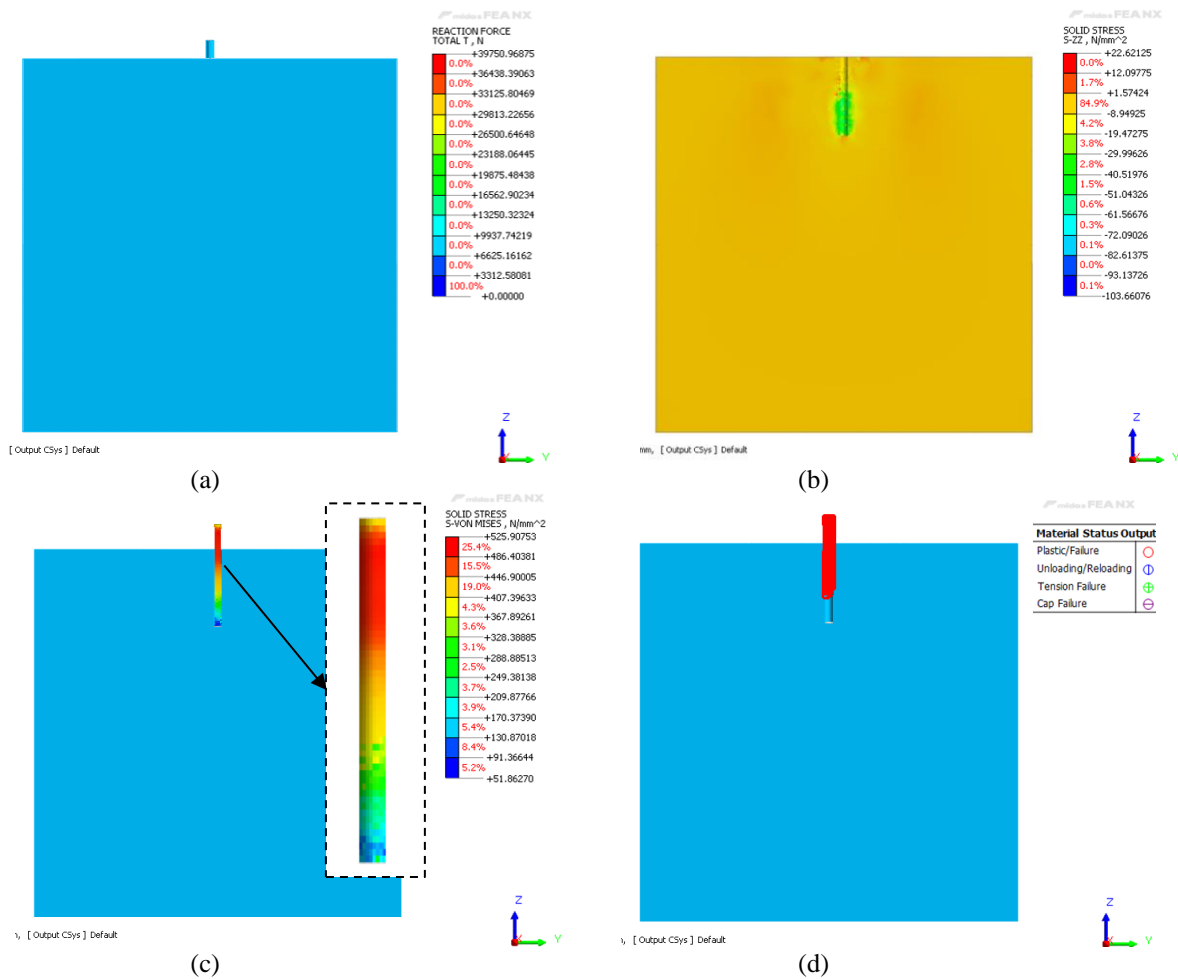 midas FEA NX
REACTION FORCE
TOTAL T , N
+39750.96875
0.0%
+36438.39063
0.0%
+33125.80469
0.0%
+29813.22656
0.0%
+26500.64648
0.0%
+23188.06445
0.0%
+19875.48438
0.0%
+16562.90234
0.0%
+13250.32324
0.0%
+9937.74219
0.0%
+6625.16162
0.0%
+3312.58081
100.0%
+0.00000
Z
Y
[ Output CSys ] Default
(a)
midas FEA NX
SOLID STRESS
S-ZZ , N/mm^2
+22.62125
0.0%
+12.09775
1.7%
+1.57424
84.9%
-8.94925
4.2%
-19.47275
3.8%
-29.99626
2.8%
-40.51976
1.5%
-51.04326
0.6%
-61.56676
0.3%
-72.09026
0.1%
-82.61375
0.0%
-93.13726
0.1%
-103.66076
Z
Y
mm, [ Output CSys ] Default
(b)
midas FEA NX
SOLID STRESS
S-VON MISES , N/mm^2
+525.90753
25.4%
+486.40381
15.5%
+446.90005
19.0%
+407.39633
4.3%
+367.89261
3.6%
+328.38885
3.1%
+288.88513
2.5%
+249.38138
3.7%
+209.87766
3.9%
+170.37390
5.4%
+130.87018
8.4%
+91.36644
5.2%
+51.86270
Z
Y
[ Output CSys ] Default
(c)
midas FEA NX
Material Status Output
Plastic/Failure
Unloading/Reloading
Tension Failure
Cap Failure
Z
Y
[ Output CSys ] Default
(d)